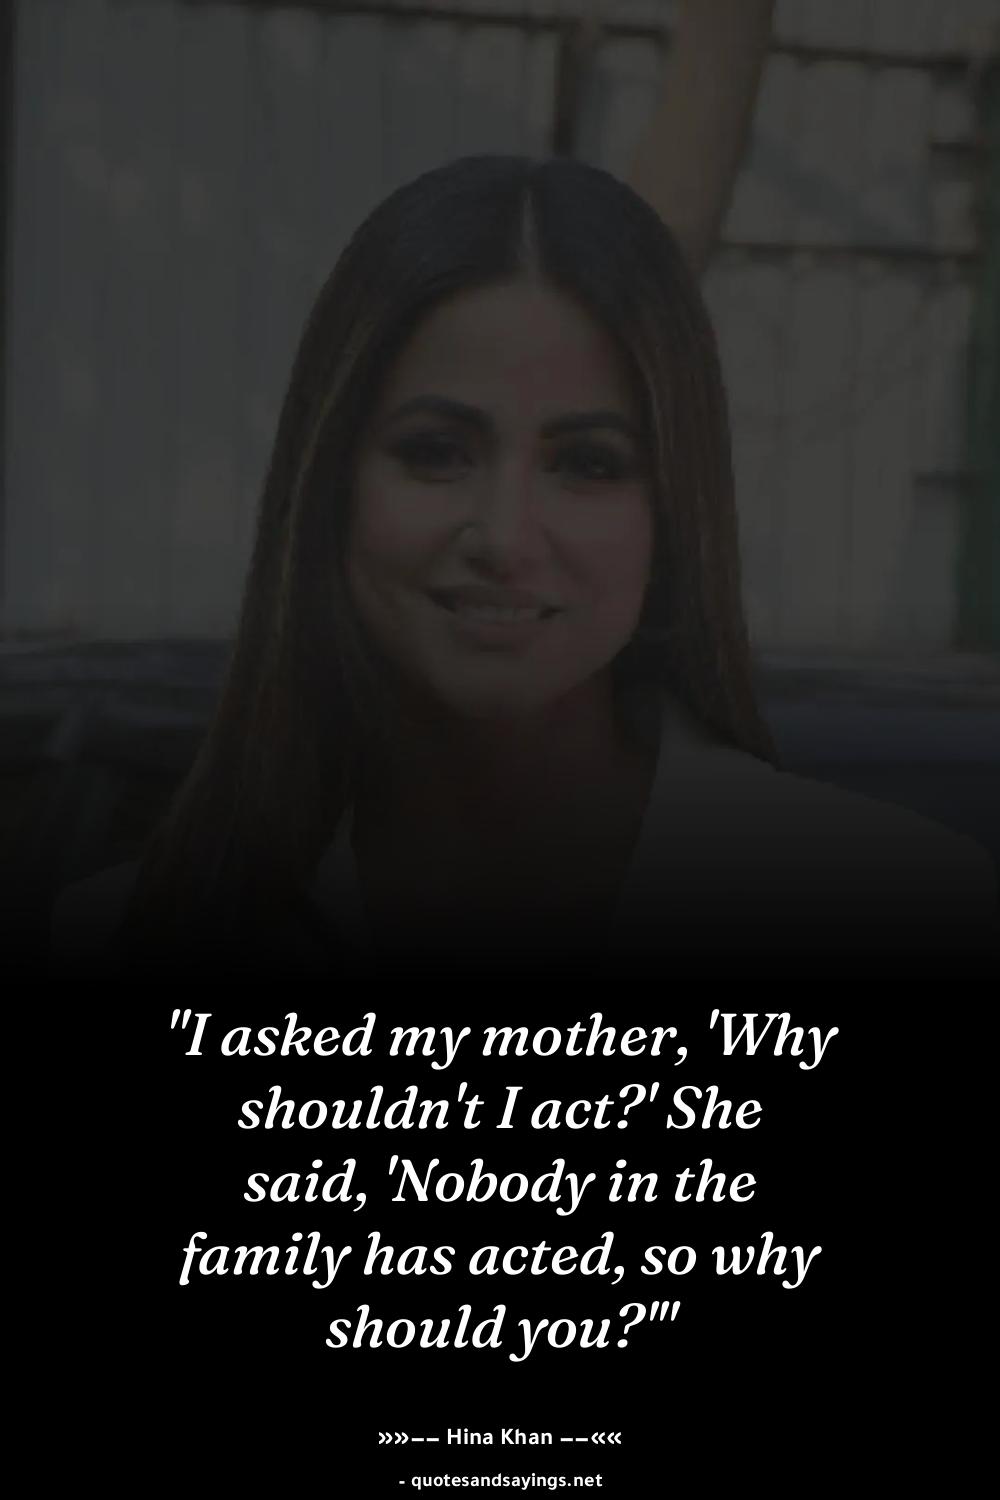 "I asked my mother, 'Why
shouldn't I act?' She
said, 'Nobody in the
family has acted, so why
should you?'"
»»−− Hina Khan −−««
- quotesandsayings.net